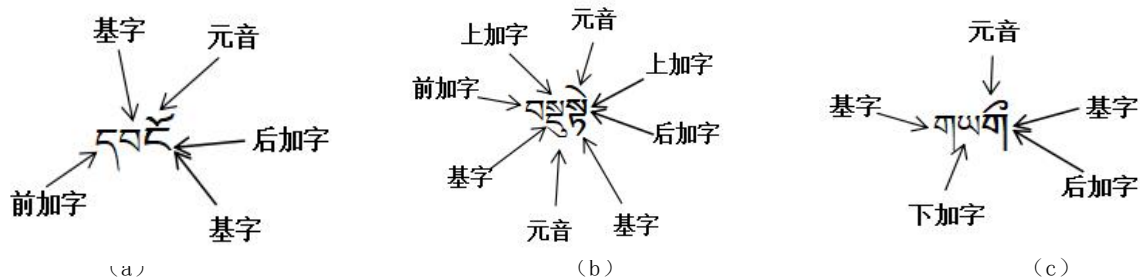 基字 元音
དབངོ
后加字
前加字 基字
(a)
上加字 元音
前加字 上加字
后加字
基字 元音 基字
(b)
元音
基字 གཡགི 基字
下加字 后加字
(c)